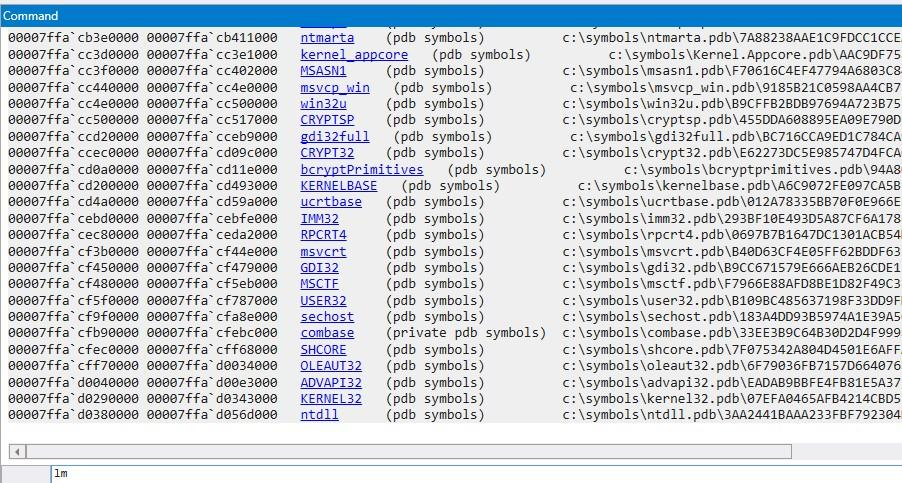 Command
00007ffa`cb3e0000 00007ffa`cb411000 ntmarta (pdb symbols) c:\symbols\ntmarta.pdb\7A88238AAE1C9FDCC1CCE
00007ffa`cc3d0000 00007ffa`cc3e1000 kernel_appcore (pdb symbols) c:\symbols\Kernel.Appcore.pdb\AAC9DF75
00007ffa`cc3f0000 00007ffa`cc402000 MSASN1 (pdb symbols) c:\symbols\msasn1.pdb\F70616C4EF47794A6803C8
00007ffa`cc440000 00007ffa`cc4e0000 msvcp_win (pdb symbols) c:\symbols\msvcp_win.pdb\9185B21C0598AA4CB7
00007ffa`cc4e0000 00007ffa`cc500000 win32u (pdb symbols) c:\symbols\win32u.pdb\B9CFFB2BDB97694A723B75
00007ffa`cc500000 00007ffa`cc517000 CRYPTSP (pdb symbols) c:\symbols\cryptsp.pdb\455DDA608895EA09E790D
00007ffa`ccd20000 00007ffa`cceb9000 gdi32full (pdb symbols) c:\symbols\gdi32full.pdb\BC716CCA9ED1C784CA
00007ffa`ccec0000 00007ffa`cd09c000 CRYPT32 (pdb symbols) c:\symbols\crypt32.pdb\E62273DC5E985747D4FCA
00007ffa`cd0a0000 00007ffa`cd11e000 bcryptPrimitives (pdb symbols) c:\symbols\bcryptprimitives.pdb\94A8
00007ffa`cd200000 00007ffa`cd493000 KERNELBASE (pdb symbols) c:\symbols\kernelbase.pdb\A6C9072FE097CA5B
00007ffa`cd4a0000 00007ffa`cd59a000 ucrtbase (pdb symbols) c:\symbols\ucrtbase.pdb\012A78335BB70F0E966E
00007ffa`cebd0000 00007ffa`cebfe000 IMM32 (pdb symbols) c:\symbols\imm32.pdb\293BF10E493D5A87CF6A178
00007ffa`cec80000 00007ffa`ceda2000 RPCRT4 (pdb symbols) c:\symbols\rpcrt4.pdb\0697B7B1647DC1301ACB54
00007ffa`cf3b0000 00007ffa`cf44e000 msvcrt (pdb symbols) c:\symbols\msvcrt.pdb\B40D63CF4E05FF62BDDF63
00007ffa`cf450000 00007ffa`cf479000 GDI32 (pdb symbols) c:\symbols\gdi32.pdb\B9CC671579E666AEB26CDE1
00007ffa`cf480000 00007ffa`cf5eb000 MSCTF (pdb symbols) c:\symbols\msctf.pdb\F7966E88AFD8BE1D82F49C3
00007ffa`cf5f0000 00007ffa`cf787000 USER32 (pdb symbols) c:\symbols\user32.pdb\B109BC485637198F33DD9F
00007ffa`cf9f0000 00007ffa`cfa8e000 sechost (pdb symbols) c:\symbols\sechost.pdb\183A4DD93B5974A1E39A5
00007ffa`cfb90000 00007ffa`cfebc000 combase (private pdb symbols) c:\symbols\combase.pdb\33EE3B9C64B30D2D4F999
00007ffa`cfec0000 00007ffa`cff68000 SHCORE (pdb symbols) c:\symbols\shcore.pdb\7F075342A804D4501E6AFF
00007ffa`cff70000 00007ffa`d0034000 OLEAUT32 (pdb symbols) c:\symbols\oleaut32.pdb\6F79036FB7157D664076
00007ffa`d0040000 00007ffa`d00e3000 ADVAPI32 (pdb symbols) c:\symbols\advapi32.pdb\EADAB9BBFE4FB81E5A37
00007ffa`d0290000 00007ffa`d0343000 KERNEL32 (pdb symbols) c:\symbols\kernel32.pdb\07EFA0465AFB4214CBD5
00007ffa`d0380000 00007ffa`d056d000 ntdll (pdb symbols) c:\symbols\ntdll.pdb\3AA2441BAAA233FBF792304
lm